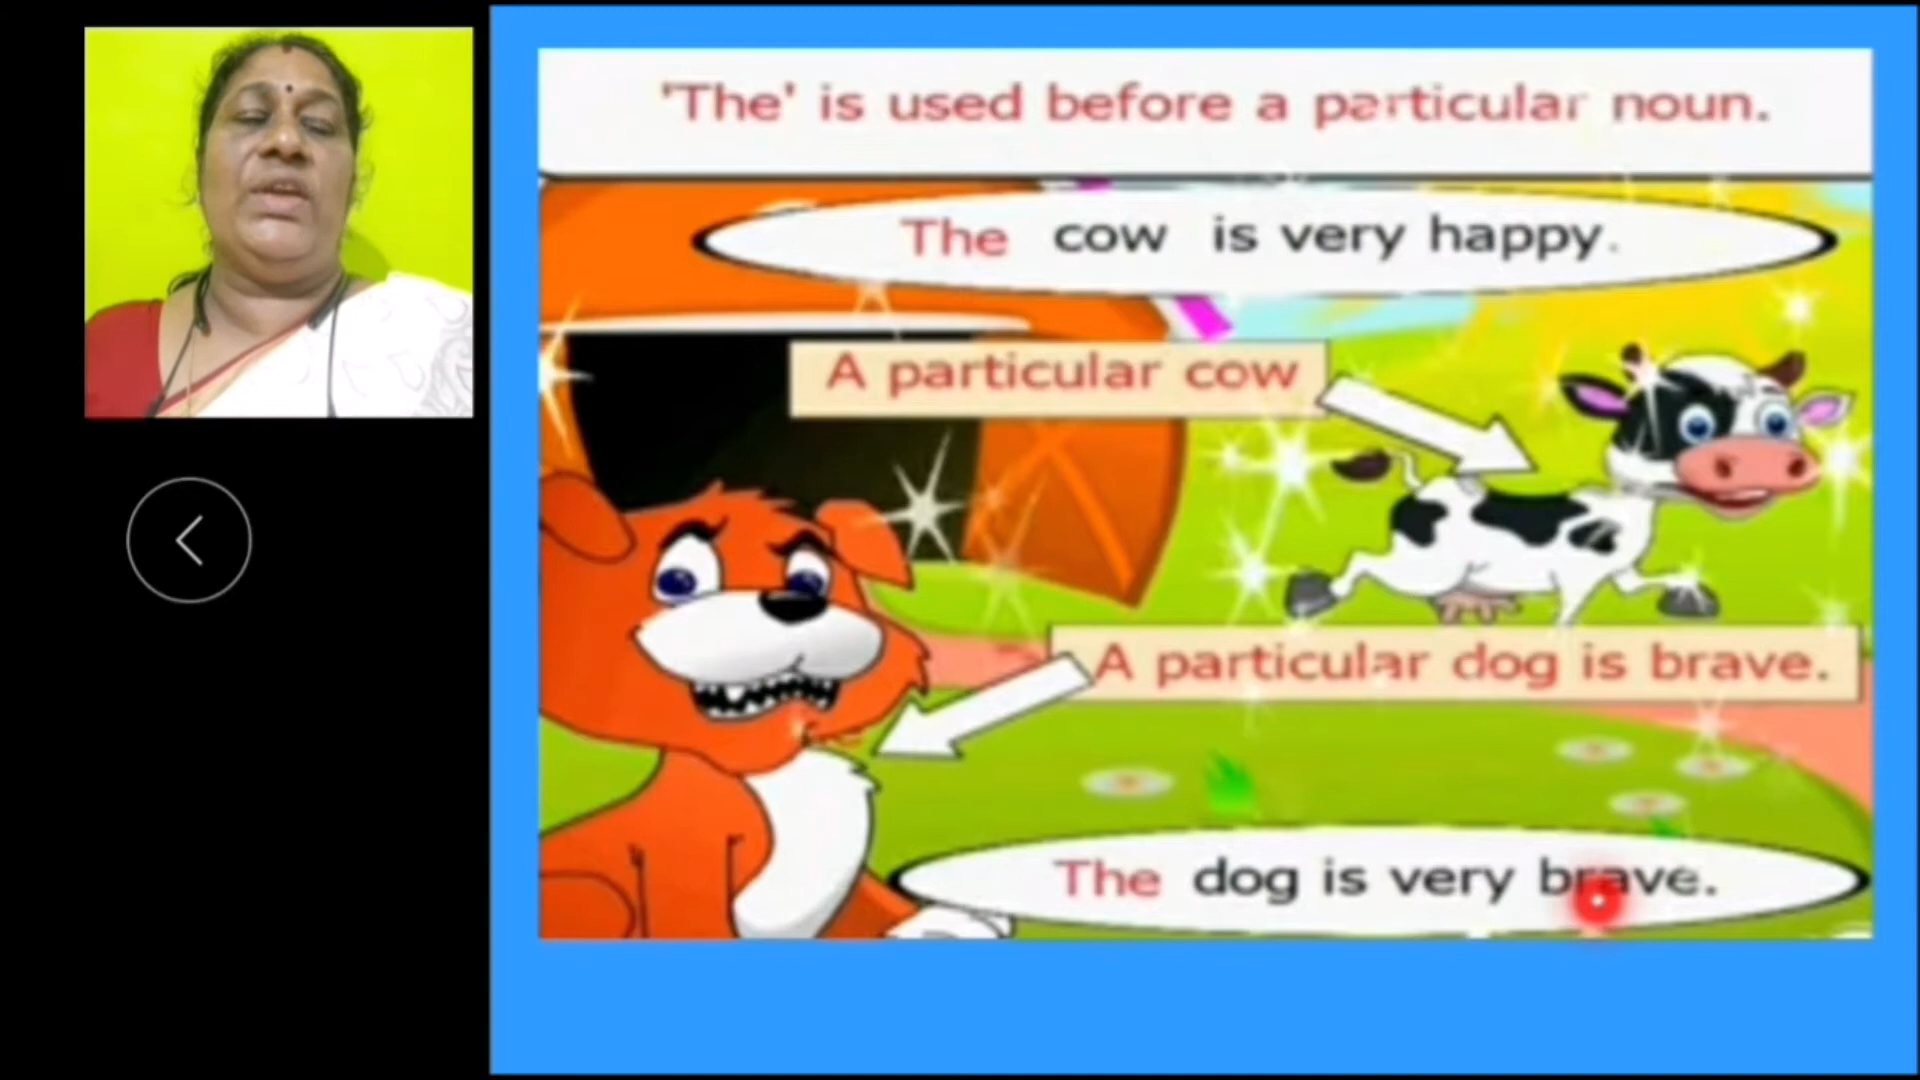 'The' is used before a particular noun.
The cow is very happy.
A particular cow
A particular dog is brave.
The dog is very brave.